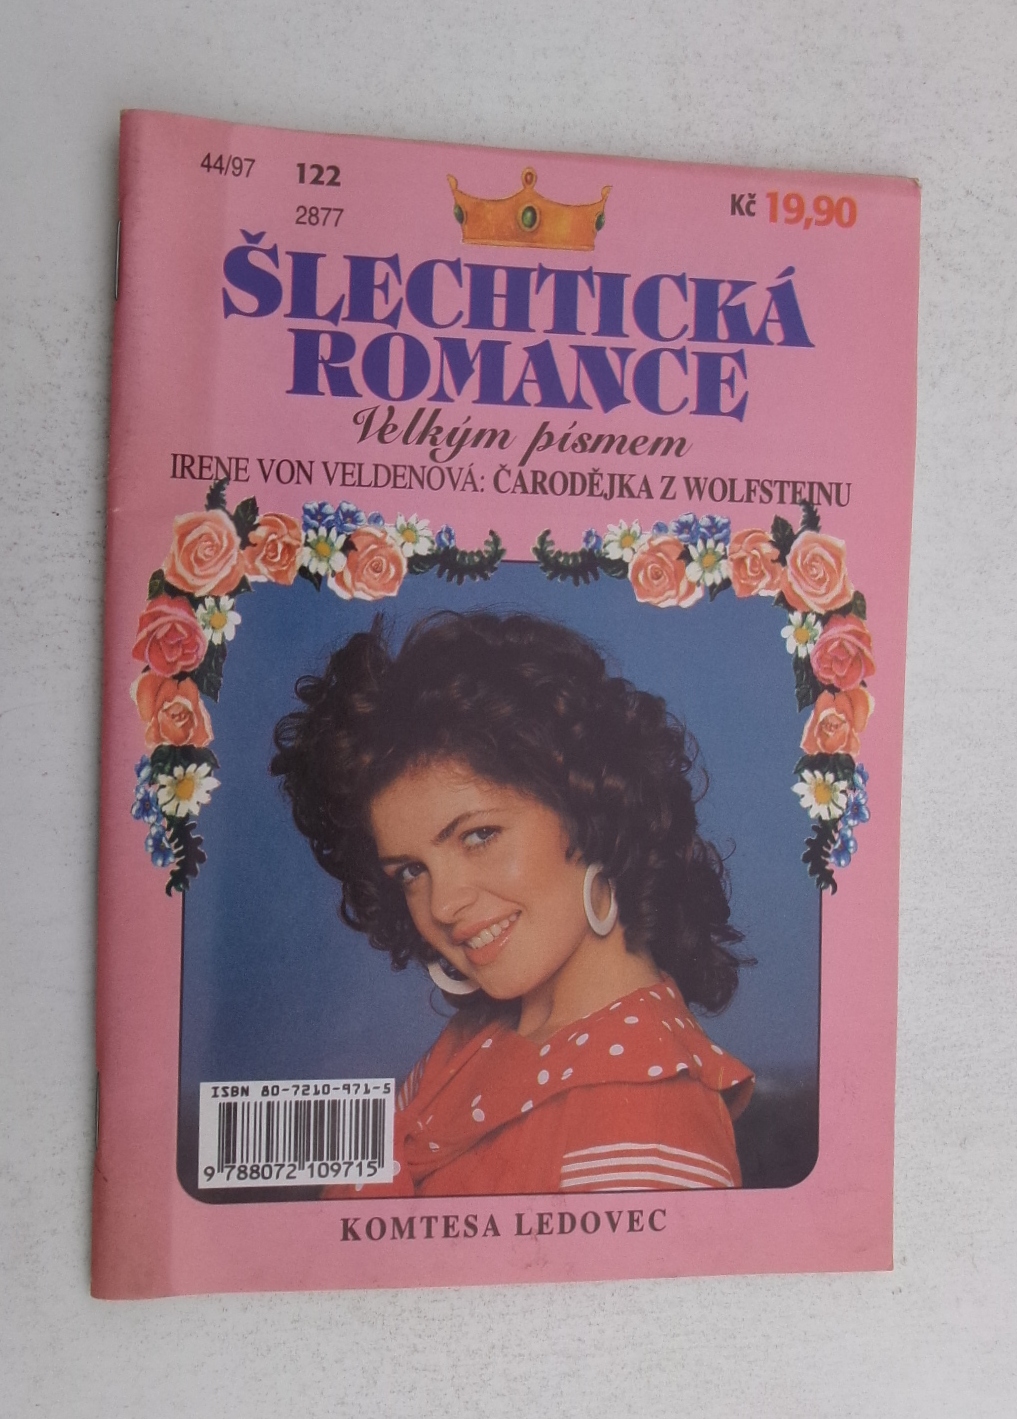 44/97
122
2877
Kč 19,90
ŠLECHTICKÁ
ROMANCE
Velkým písmem
IRENE VON VELDENOVÁ: ČARODĚJKA Z WOLFSTEINU
ISBN 80-7210-971-5
9 788072 109715
KOMTESA LEDOVEC